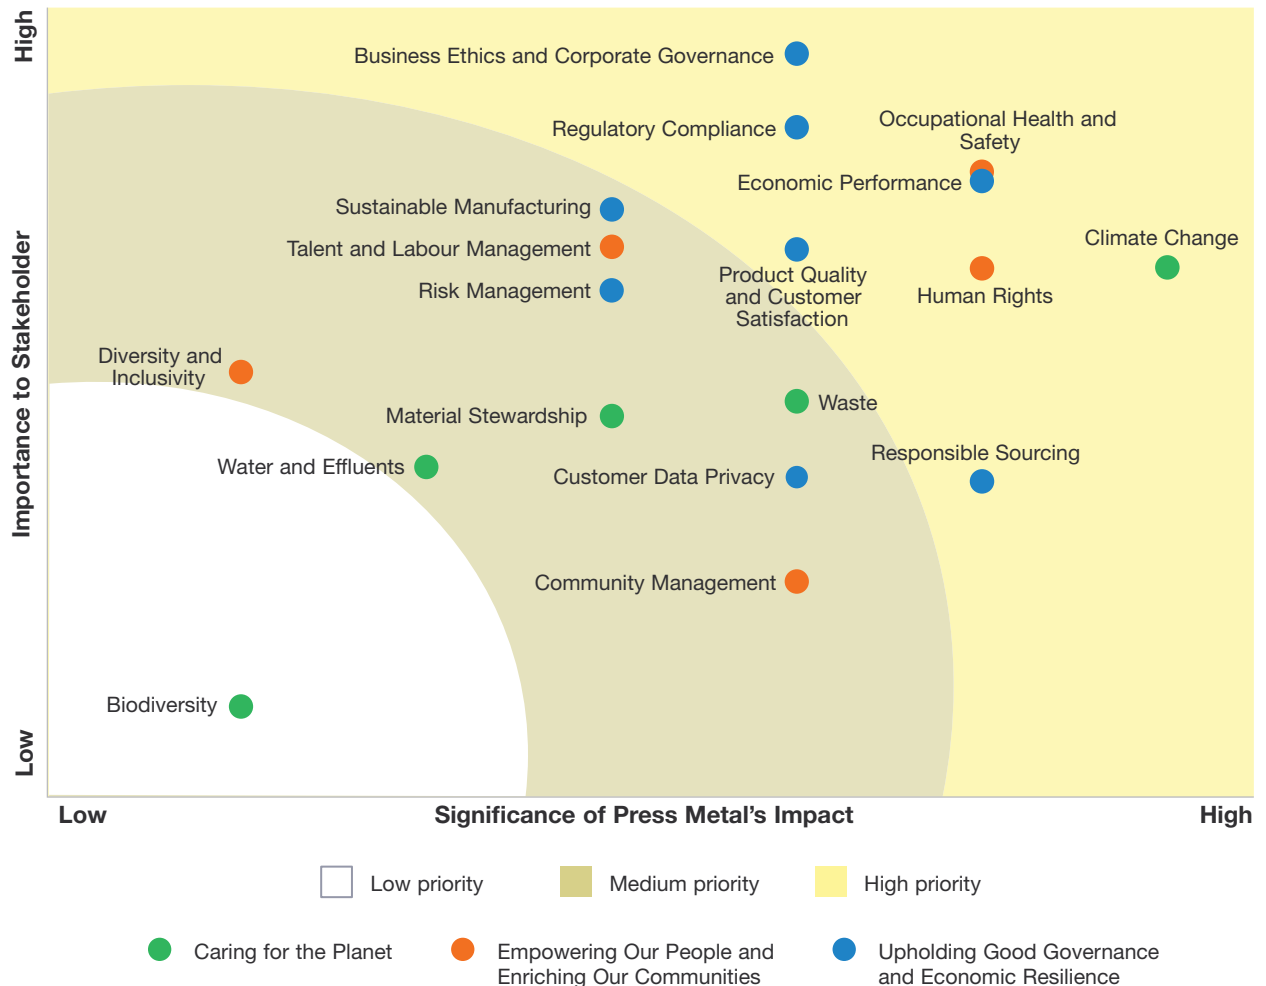 High
Business Ethics and Corporate Governance
Regulatory Compliance
Occupational Health and
Safety
Economic Performance
Sustainable Manufacturing
Talent and Labour Management
Risk Management
Product Quality
and Customer
Satisfaction
Climate Change
Human Rights
Importance to Stakeholder
Diversity and
Inclusivity
Material Stewardship
Waste
Water and Effluents
Customer Data Privacy
Responsible Sourcing
Community Management
Biodiversity
Low
Low
Significance of Press Metal’s Impact
High
Low priority
Medium priority
High priority
Caring for the Planet
Empowering Our People and
Enriching Our Communities
Upholding Good Governance
and Economic Resilience